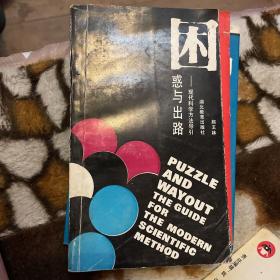 困
惑与出路
——现代科学方法导引
湖北教育出版社
PUZZLE
AND
WAYOUT
THE GUIDE
FOR
THE MODERN
SCIENTIFIC
METHOD